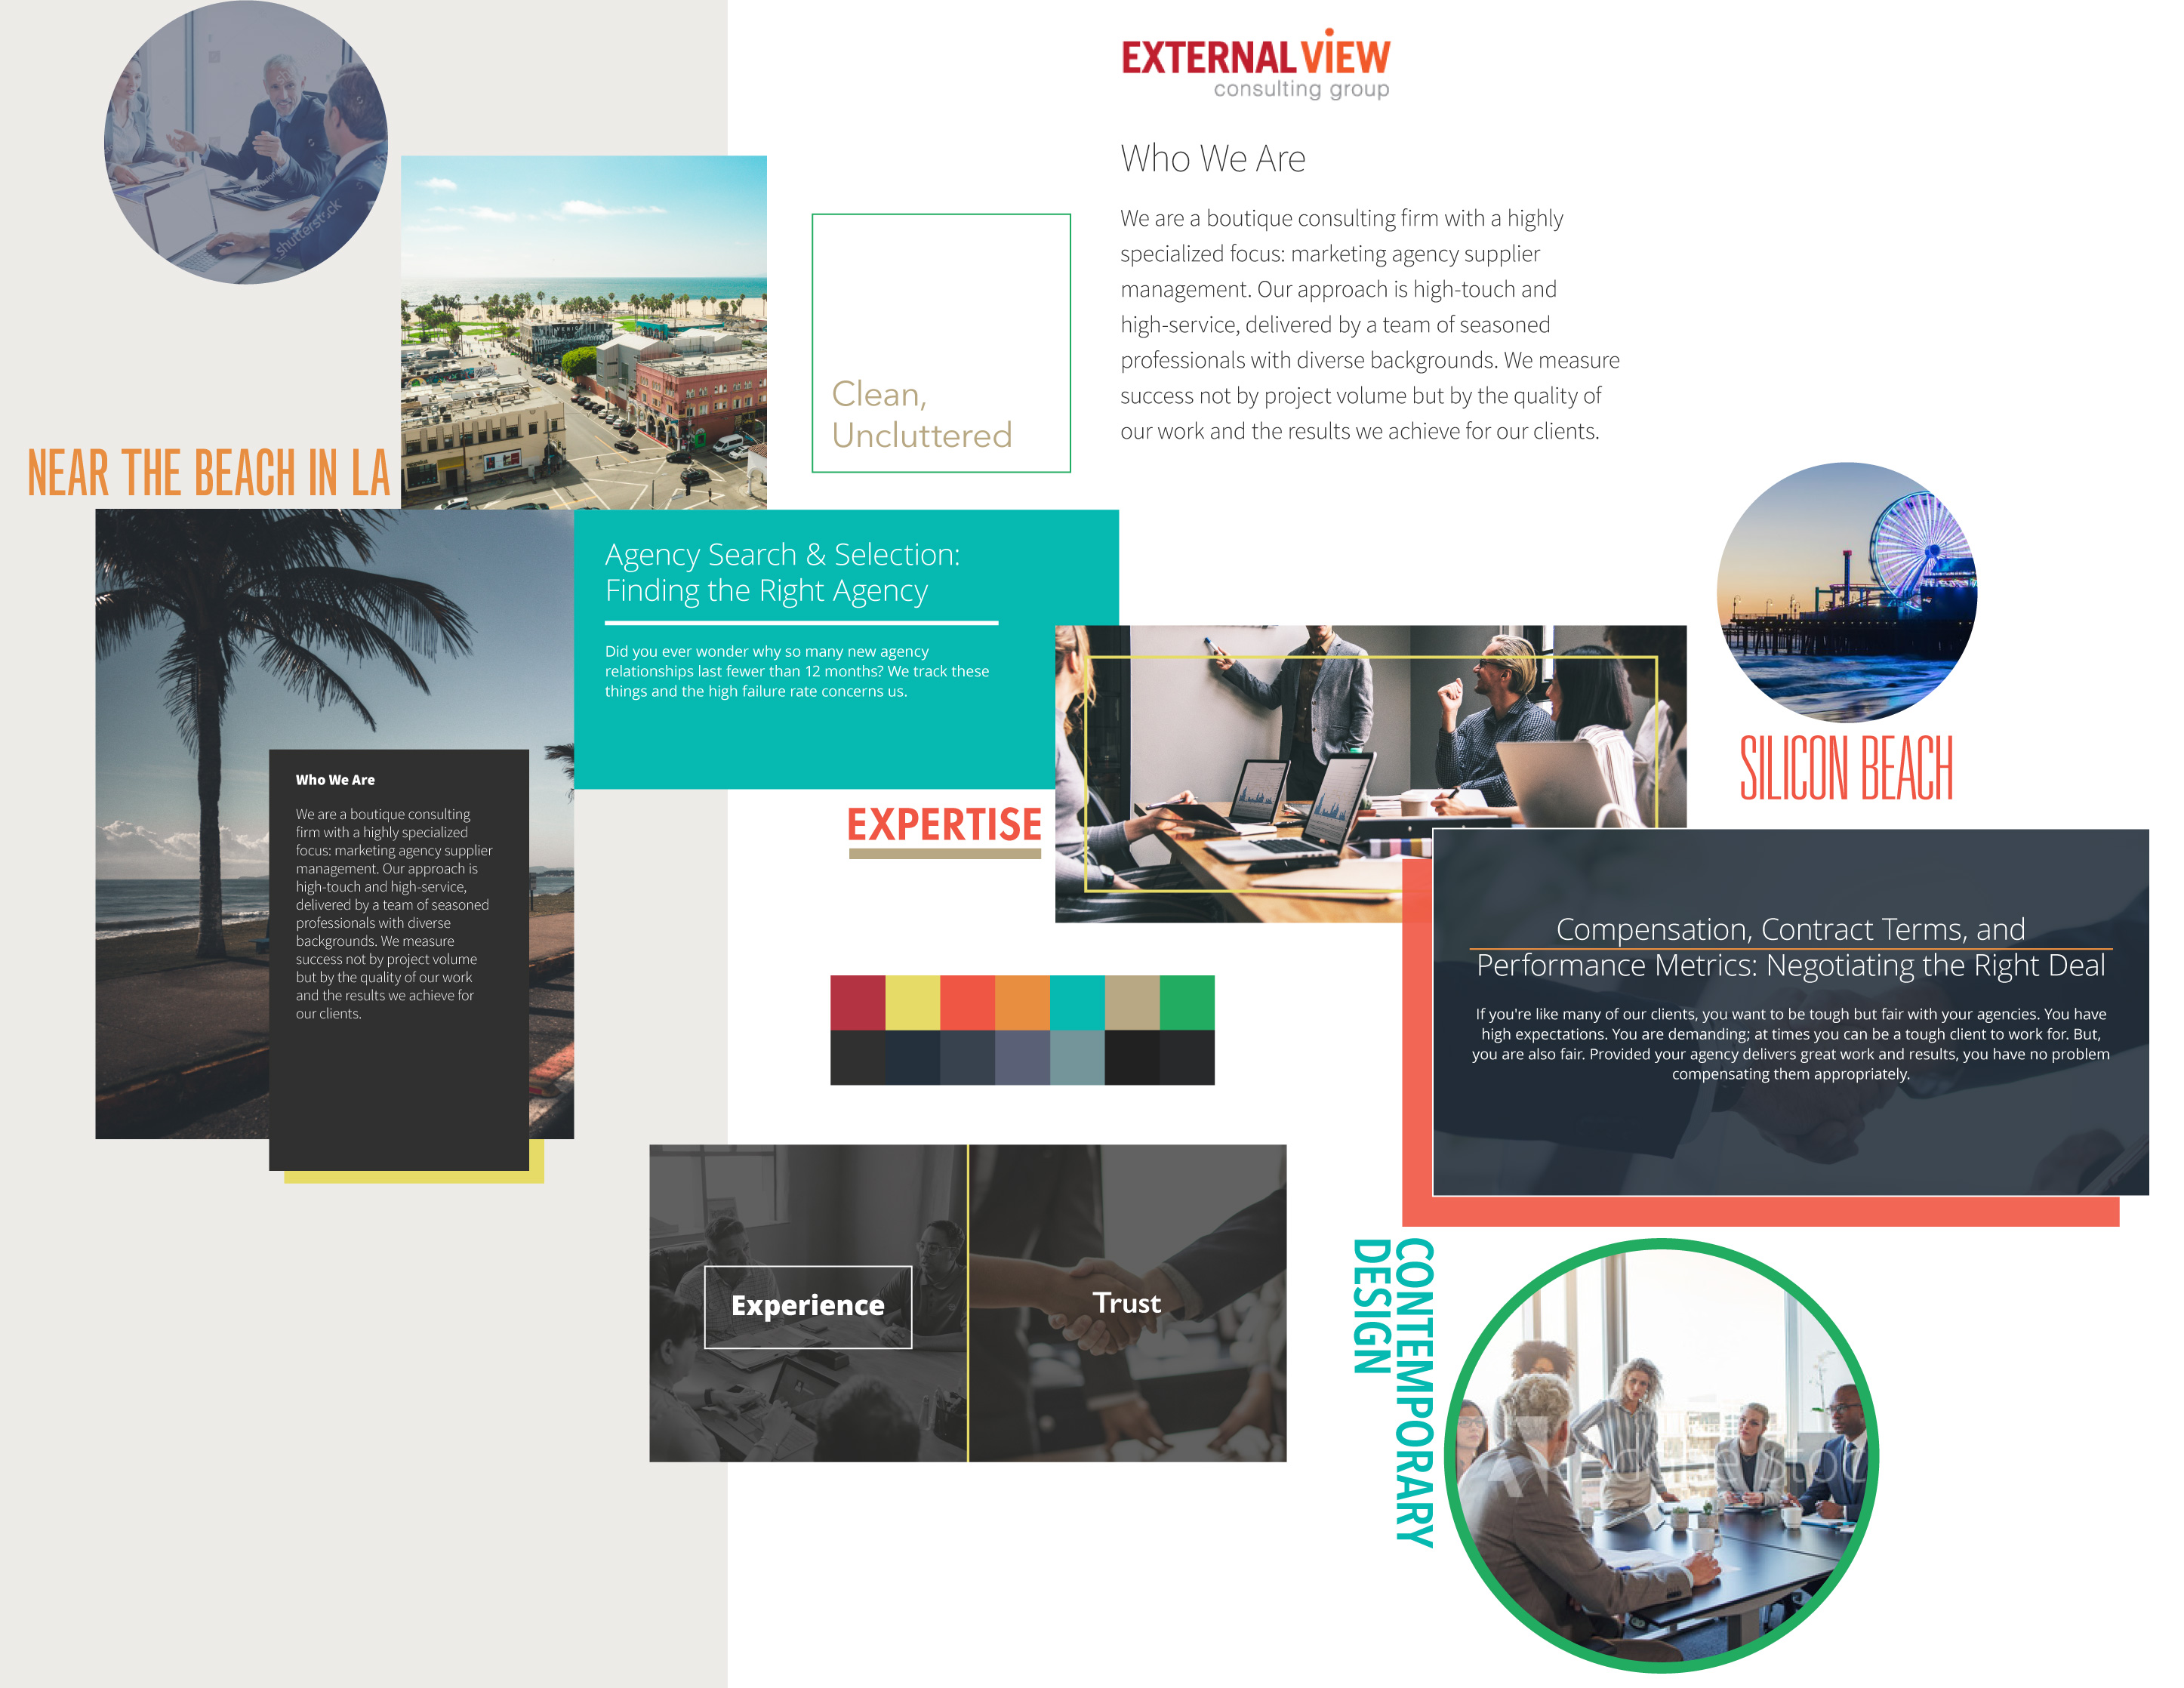 EXTERNAL VIEW
consulting group
Who We Are
We are a boutique consulting firm with a highly
specialized focus: marketing agency supplier
management. Our approach is high-touch and
high-service, delivered by a team of seasoned
professionals with diverse backgrounds. We measure
success not by project volume but by the quality of
our work and the results we achieve for our clients.
shutterstock
Clean,
Uncluttered
NEAR THE BEACH IN LA
Agency Search & Selection:
Finding the Right Agency
Did you ever wonder why so many new agency
relationships last fewer than 12 months? We track these
things and the high failure rate concerns us.
SILICON BEACH
Who We Are
We are a boutique consulting
firm with a highly specialized
focus: marketing agency supplier
management. Our approach is
high-touch and high-service,
delivered by a team of seasoned
professionals with diverse
backgrounds. We measure
success not by project volume
but by the quality of our work
and the results we achieve for
our clients.
EXPERTISE
Compensation, Contract Terms, and
Performance Metrics: Negotiating the Right Deal
If you're like many of our clients, you want to be tough but fair with your agencies. You have
high expectations. You are demanding; at times you can be a tough client to work for. But,
you are also fair. Provided your agency delivers great work and results, you have no problem
compensating them appropriately.
Experience
Trust
CONTEMPORARY
DESIGN
Adobe Stoc